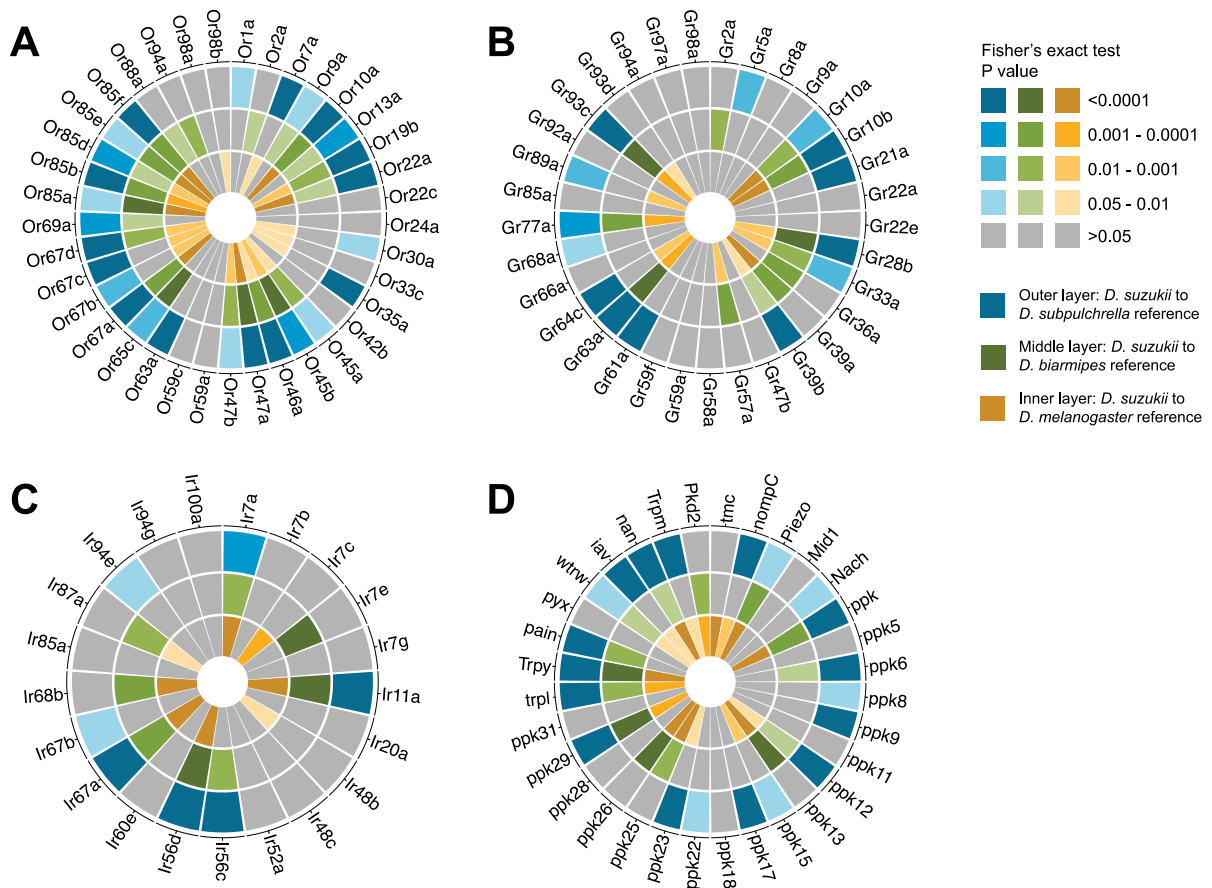 A
Or1a
Or2a
Or7a
Or9a
Or10a
Or13a
Or19b
Or22a
Or22c
Or24a
Or30a
Or33c
Or35a
Or42b
Or45a
Or45b
Or46a
Or47a
Or47b
Or59a
Or59c
Or63a
Or65c
Or67a
Or67b
Or67c
Or67d
Or69a
Or85a
Or85b
Or85d
Or85e
Or85f
Or88a
Or94a
Or98a
Or98b
B
Gr2a
Gr5a
Gr8a
Gr9a
Gr10a
Gr10b
Gr21a
Gr22a
Gr22e
Gr28b
Gr33a
Gr36a
Gr39a
Gr39b
Gr47b
Gr57a
Gr58a
Gr59a
Gr59f
Gr61a
Gr63a
Gr64c
Gr66a
Gr68a
Gr77a
Gr85a
Gr89a
Gr92a
Gr93c
Gr93d
Gr94a
Gr97a
Gr98a
Fisher's exact test
P value
<0.0001
0.001 - 0.0001
0.01 - 0.001
0.05 - 0.01
>0.05
Outer layer: D. suzukii to
D. subpulchrella reference
Middle layer: D. suzukii to
D. biarmipes reference
Inner layer: D. suzukii to
D. melanogaster reference
C
Ir7a
Ir7b
Ir7c
Ir7e
Ir7g
Ir11a
Ir20a
Ir48b
Ir48c
Ir52a
Ir56c
Ir56d
Ir60e
Ir67a
Ir67b
Ir68b
Ir85a
Ir87a
Ir94e
Ir94g
Ir100a
D
tmc
nompC
Piezo
Mid1
Nach
ppk
ppk5
ppk6
ppk8
ppk9
ppk11
ppk12
ppk13
ppk15
ppk17
ppk18
ppk22
ppk23
ppk25
ppk26
ppk28
ppk29
ppk31
trpl
Trpy
pain
pyx
wtrw
iav
nan
Trpm
Pkd2